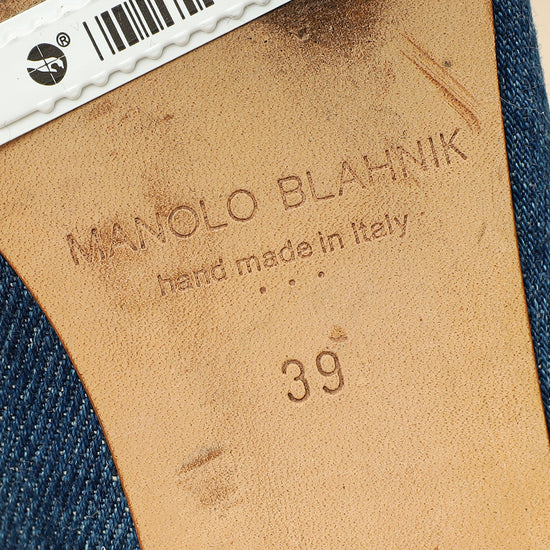 ®
MANOLO BLAHNIK
hand made in Italy
39